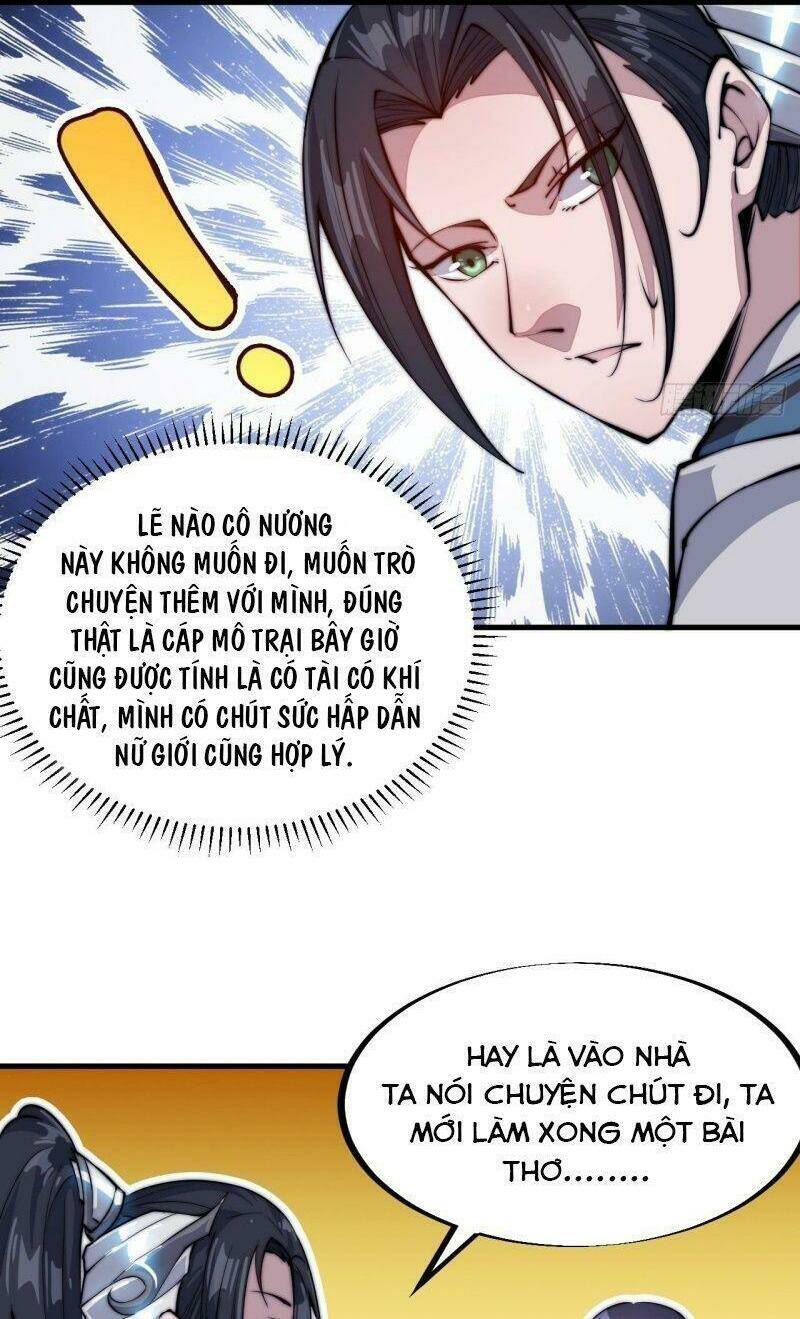 LẼ NÀO CÔ NƯƠNG
NÀY KHÔNG MUỐN ĐI, MUỐN TRÒ
CHUYỆN THÊM VỚI MÌNH, ĐÚNG
THẬT LÀ CÁP MÔ TRẠI BÂY GIỜ
CŨNG ĐƯỢC TÍNH LÀ CÓ TÀI CÓ KHÍ
CHẤT, MÌNH CÓ CHÚT SỨC HẤP DẪN
NỮ GIỚI CŨNG HỢP LÝ.
HAY LÀ VÀO NHÀ
TA NÓI CHUYỆN CHÚT ĐI, TA
MỚI LÀM XONG MỘT BÀI
THƠ........